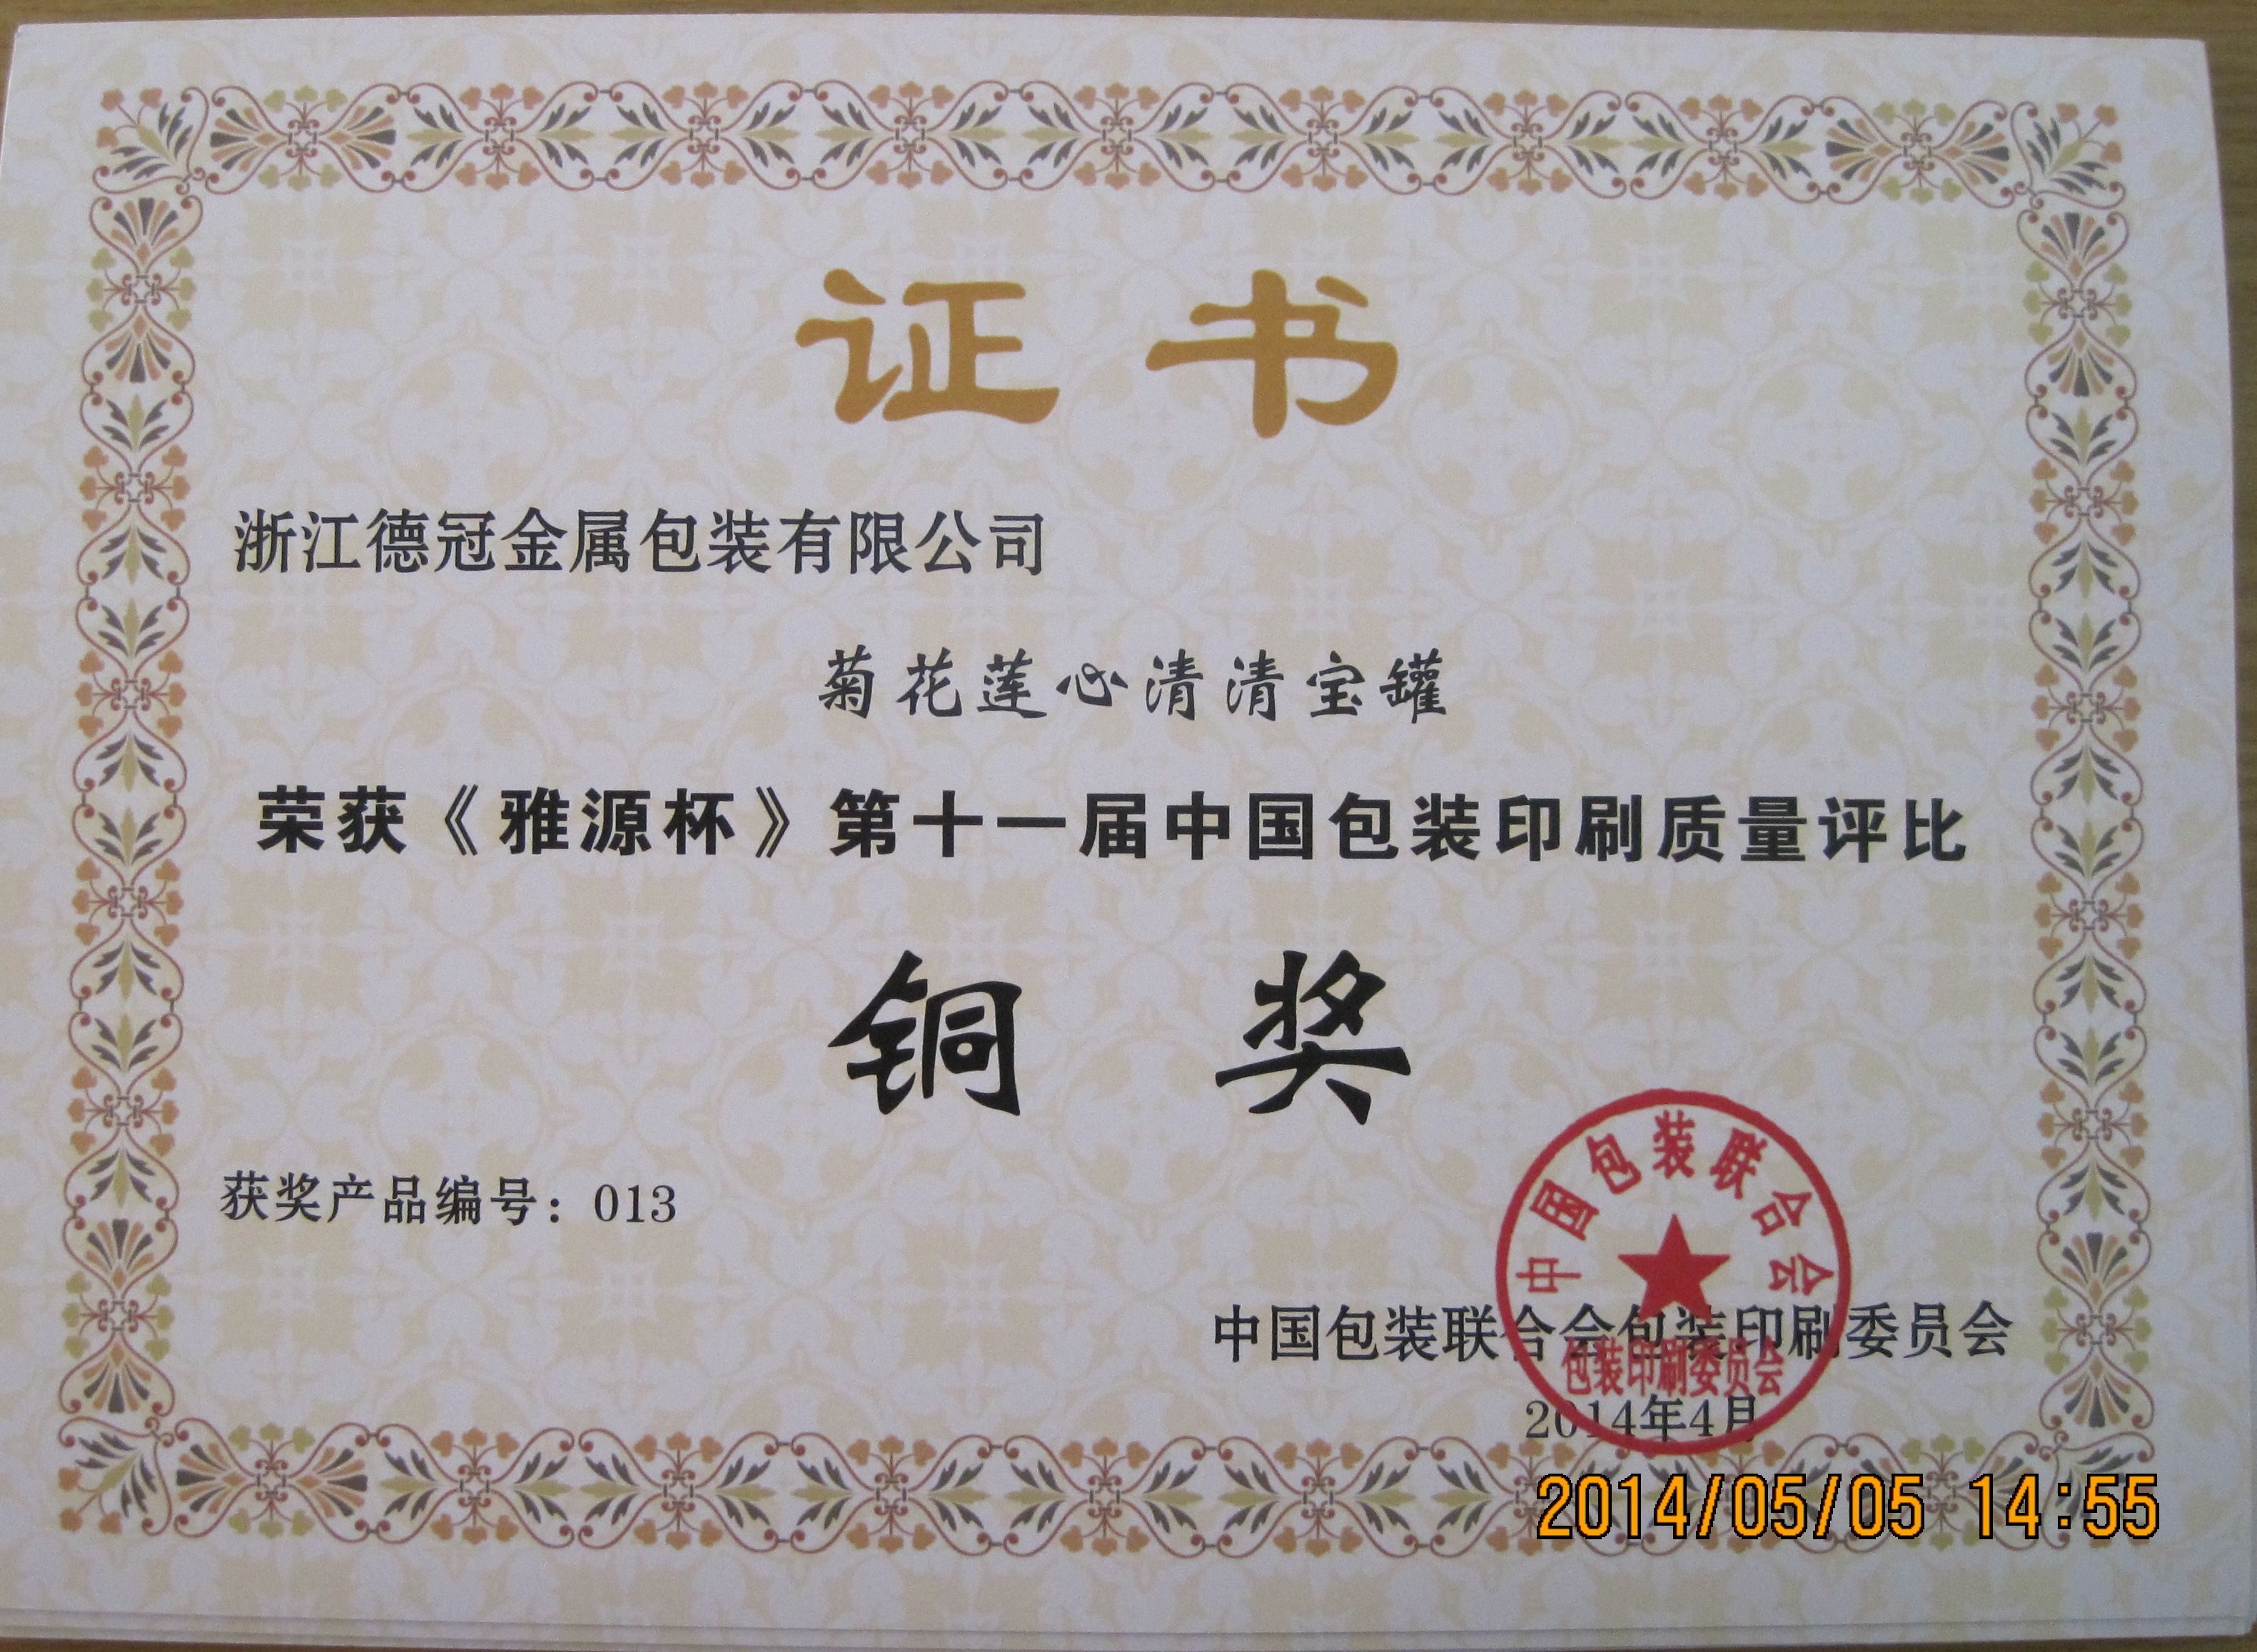 证书
浙江德冠金属包装有限公司
菊花莲心清清宝罐
荣获《雅源杯》第十一届中国包装印刷质量评比
铜奖
获奖产品编号：013
中国包装联合会
中国包装联合会包装印刷委员会
包装印刷委员会
2014年4月
2014/05/05 14:55